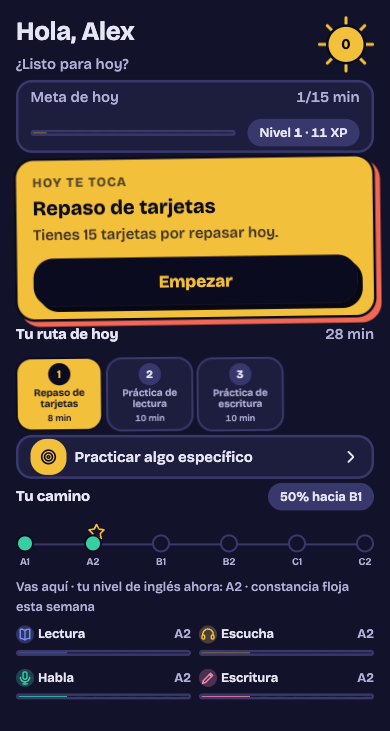 Hola, Alex
0
¿Listo para hoy?
Meta de hoy 1/15 min
Nivel 1 · 11 XP
HOY TE TOCA
Repaso de tarjetas
Tienes 15 tarjetas por repasar hoy.
Empezar
Tu ruta de hoy 28 min
1
Repaso de
tarjetas
8 min
2
Práctica de
lectura
10 min
3
Práctica de
escritura
10 min
Practicar algo específico
Tu camino 50% hacia B1
A1 A2 B1 B2 C1 C2
Vas aquí · tu nivel de inglés ahora: A2 · constancia floja
esta semana
Lectura A2
Escucha A2
Habla A2
Escritura A2